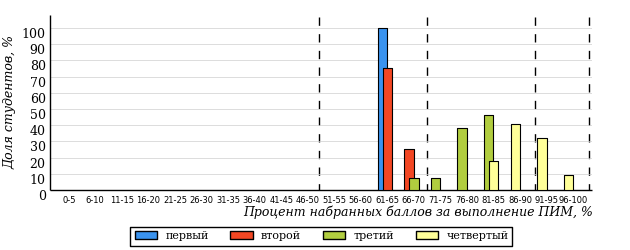 Доля студентов, %
100
90
80
70
60
50
40
30
20
10
0
0-5 6-10 11-15 16-20 21-25 26-30 31-35 36-40 41-45 46-50 51-55 56-60 61-65 66-70 71-75 76-80 81-85 86-90 91-95 96-100
Процент набранных баллов за выполнение ПИМ, %
первый второй третий четвертый